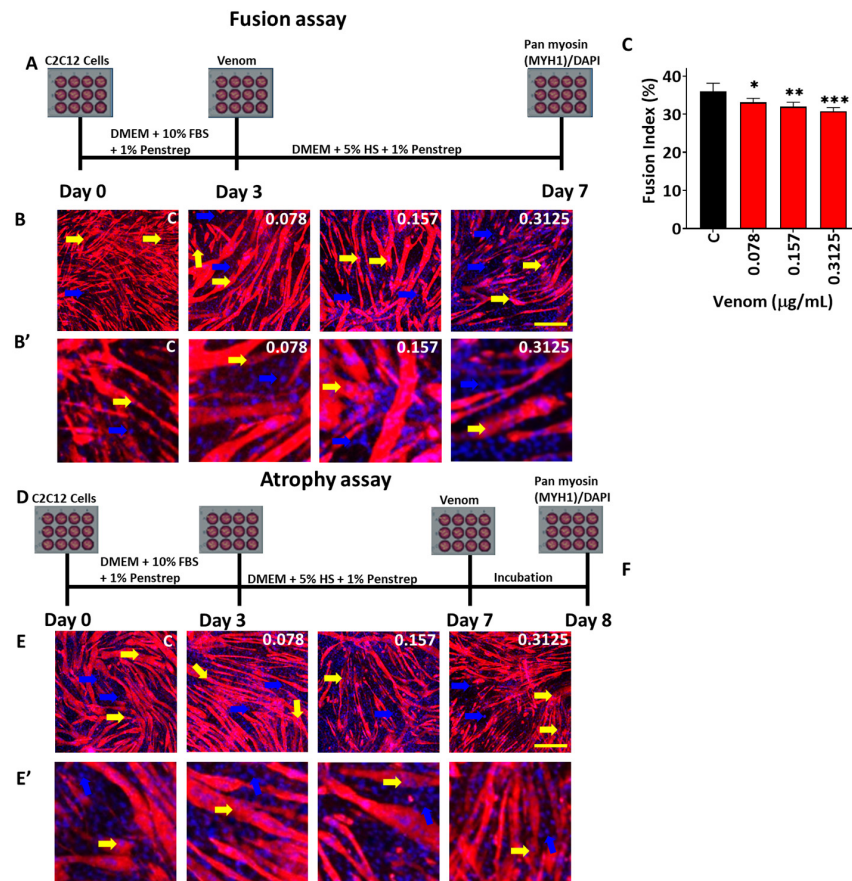 Fusion assay
A
C2C12 Cells
Venom
Pan myosin
(MYH1)/DAPI
DMEM + 10% FBS
+ 1% Penstrep
DMEM + 5% HS + 1% Penstrep
Day 0
Day 3
Day 7
B
C
0.078
0.157
0.3125
B’
C
0.078
0.157
0.3125
C
Fusion Index (%)
40
30
20
10
0
*
**
***
C
0.078
0.157
0.3125
Venom (μg/mL)
Atrophy assay
D
C2C12 Cells
Venom
Pan myosin
(MYH1)/DAPI
DMEM + 10% FBS
+ 1% Penstrep
DMEM + 5% HS + 1% Penstrep
Incubation
F
Day 0
Day 3
Day 7
Day 8
E
C
0.078
0.157
0.3125
E’